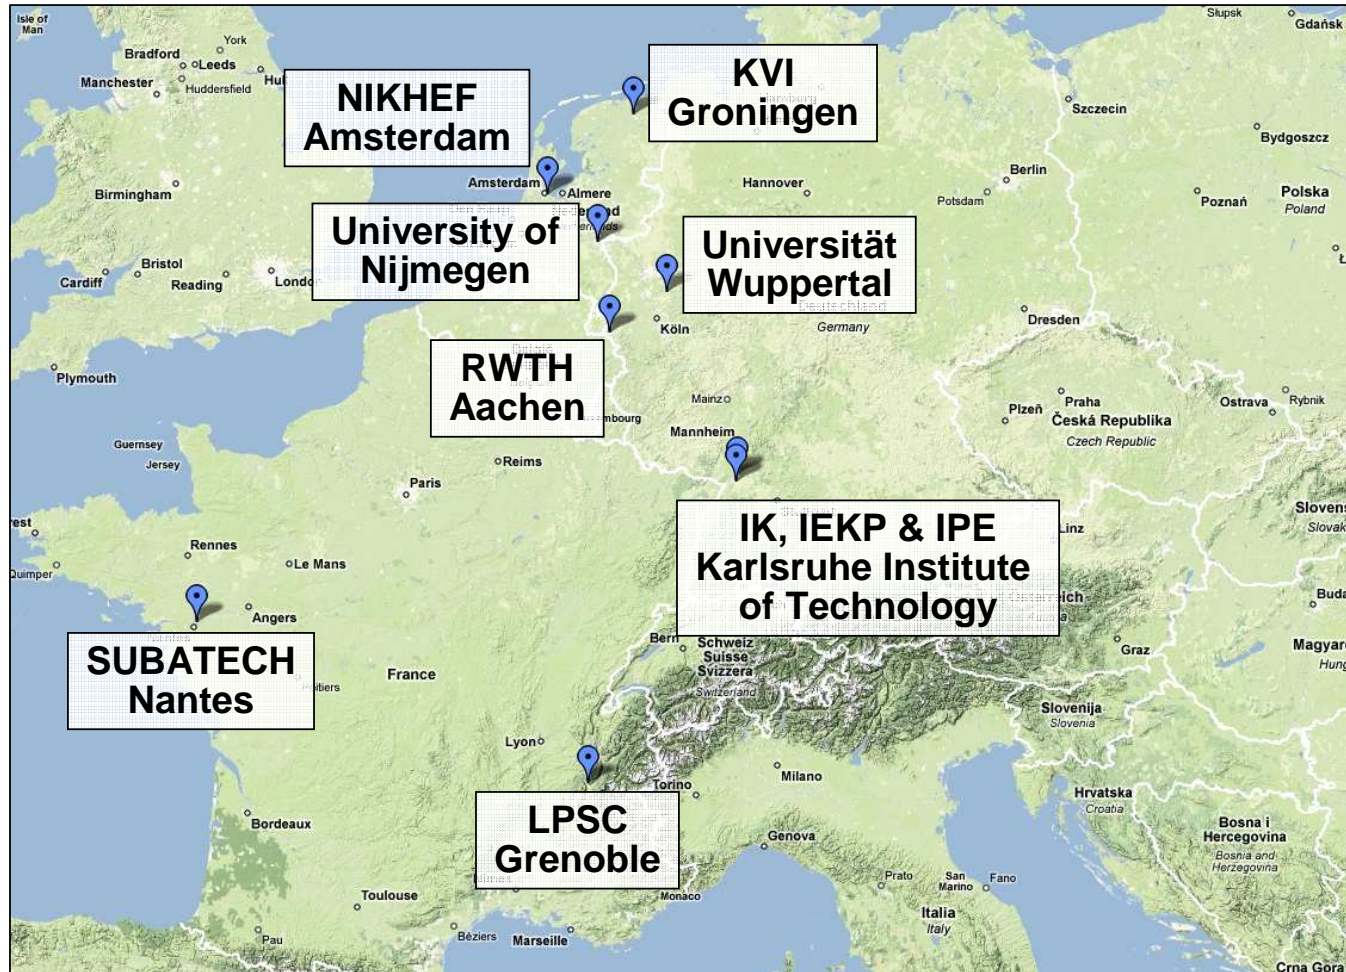 Isle of
Man
Bradford
York
Leeds
Manchester
Huddersfield
KVI
Groningen
NIKHEF
Amsterdam
Słupsk
Gdańsk
Szczecin
Bydgoszcz
Birmingham
Amsterdam
Almere
Hannover
Berlin
Potsdam
Poznań
Polska
Poland
University of
Nijmegen
Universität
Wuppertal
Cardiff
Bristol
Reading
Köln
Deutschland
Germany
Dresden
Plymouth
RWTH
Aachen
Mainz
Mannheim
Plzeň
Praha
Česká Republika
Czech Republic
Ostrava
Rybnik
Guernsey
Jersey
Reims
Paris
IK, IEKP & IPE
Karlsruhe Institute
of Technology
Linz
Rennes
Le Mans
Quimper
Angers
Nantes
SUBATECH
Nantes
France
Bern
Schweiz
Suisse
Svizzera
Switzerland
Graz
Slovenija
Slovenia
Lyon
LPSC
Grenoble
Torino
Milano
Hrvatska
Croatia
Bordeaux
Genova
Bosna i
Hercegovina
Bosnia and
Herzegovina
Toulouse
Monaco
Prato
San
Marino
Fano
Italia
Italy
Pau
Béziers
Marseille
Crna Gora